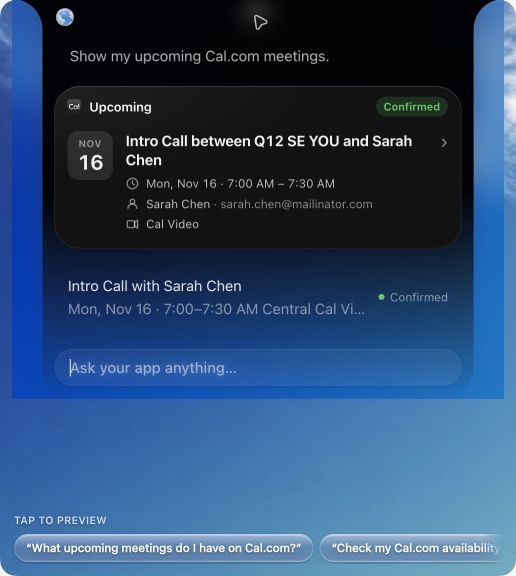 Show my upcoming Cal.com meetings.
Cal Upcoming
Confirmed
NOV
16
Intro Call between Q12 SE YOU and Sarah
Chen
Mon, Nov 16 · 7:00 AM – 7:30 AM
Sarah Chen · sarah.chen@mailinator.com
Cal Video
Intro Call with Sarah Chen
Mon, Nov 16 · 7:00–7:30 AM Central Cal Vi...
Confirmed
Ask your app anything...
TAP TO PREVIEW
“What upcoming meetings do I have on Cal.com?”
“Check my Cal.com availability